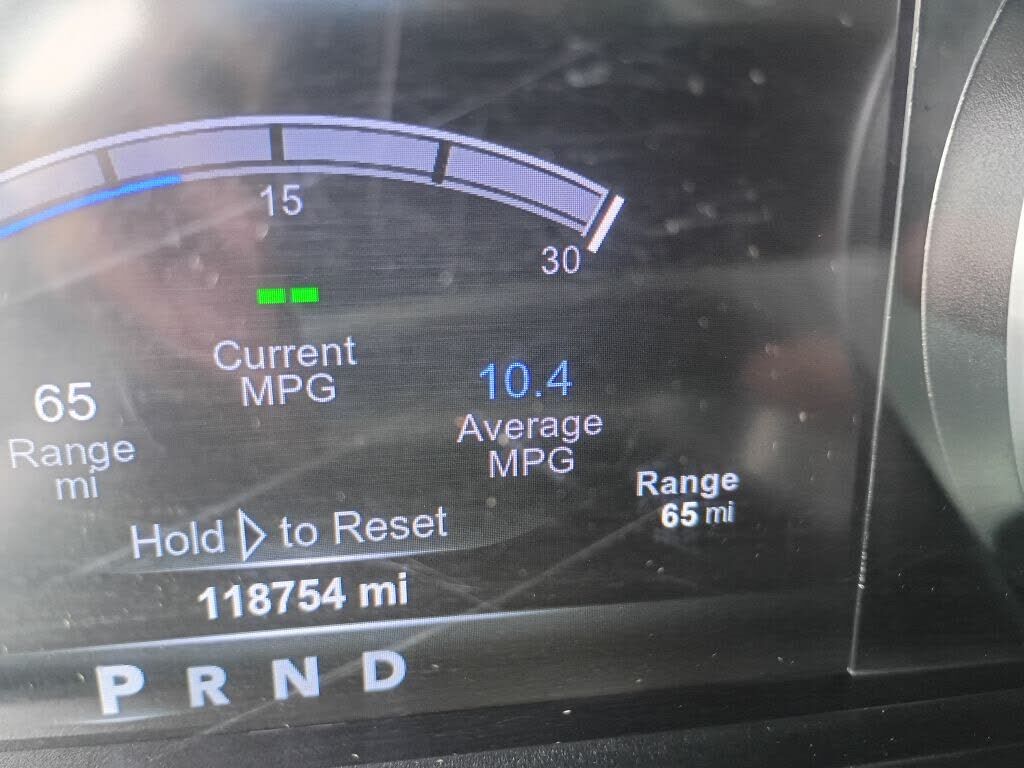 15
30
Current
MPG
65
Range
mi
10.4
Average
MPG
Range
65 mi
Hold ▷ to Reset
118754 mi
P R N D